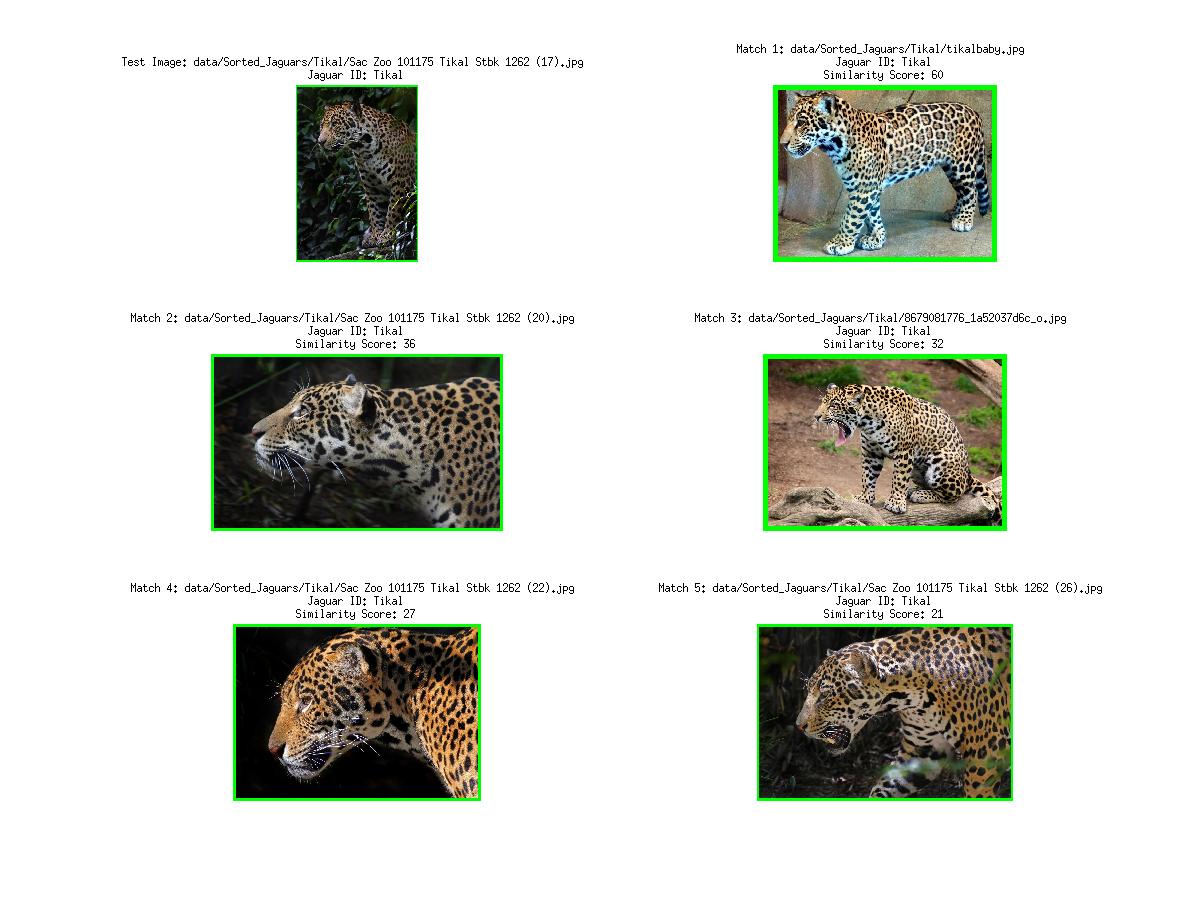 Test Image: data/Sorted_Jaguars/Tikal/Sac Zoo 101175 Tikal Stbk 1262 (17).jpg
Jaguar ID: Tikal
Match 1: data/Sorted_Jaguars/Tikal/tikalbaby.jpg
Jaguar ID: Tikal
Similarity Score: 60
Match 2: data/Sorted_Jaguars/Tikal/Sac Zoo 101175 Tikal Stbk 1262 (20).jpg
Jaguar ID: Tikal
Similarity Score: 36
Match 3: data/Sorted_Jaguars/Tikal/8679081776_1a52037d6c_o.jpg
Jaguar ID: Tikal
Similarity Score: 32
Match 4: data/Sorted_Jaguars/Tikal/Sac Zoo 101175 Tikal Stbk 1262 (22).jpg
Jaguar ID: Tikal
Similarity Score: 27
Match 5: data/Sorted_Jaguars/Tikal/Sac Zoo 101175 Tikal Stbk 1262 (26).jpg
Jaguar ID: Tikal
Similarity Score: 21